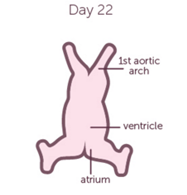 Day 22
1st aortic
arch
ventricle
atrium